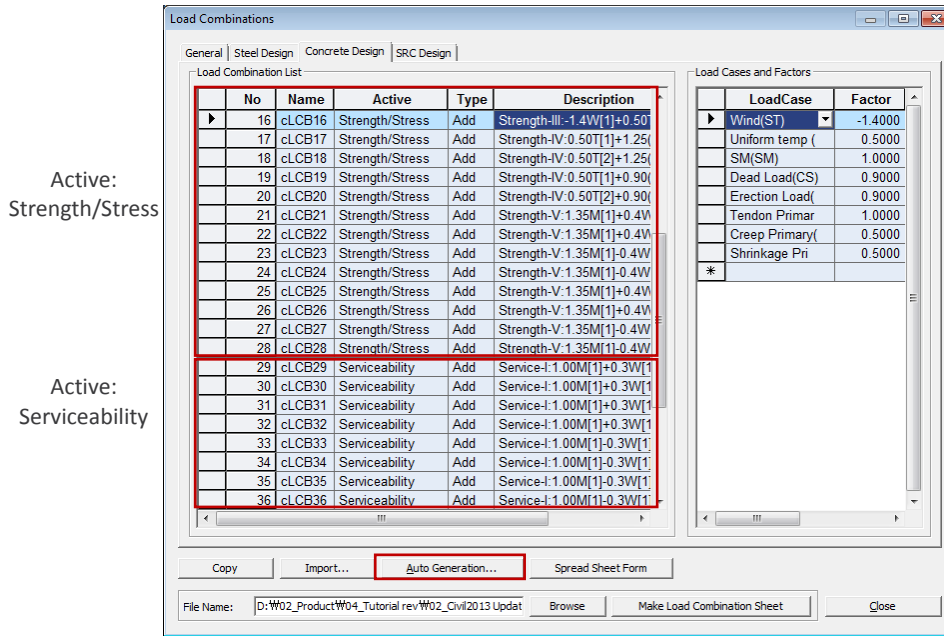 Load Combinations
General Steel Design Concrete Design SRC Design
Load Combination List
No Name Active Type Description
16 cLCB16 Strength/Stress Add Strength-III:-1.4W[1]+0.50T
17 cLCB17 Strength/Stress Add Strength-IV:0.50T[1]+1.25(
18 cLCB18 Strength/Stress Add Strength-IV:0.50T[2]+1.25(
19 cLCB19 Strength/Stress Add Strength-IV:0.50T[1]+0.90(
20 cLCB20 Strength/Stress Add Strength-IV:0.50T[2]+0.90(
21 cLCB21 Strength/Stress Add Strength-V:1.35M[1]+0.4W
22 cLCB22 Strength/Stress Add Strength-V:1.35M[1]+0.4W
23 cLCB23 Strength/Stress Add Strength-V:1.35M[1]-0.4W
24 cLCB24 Strength/Stress Add Strength-V:1.35M[1]-0.4W
25 cLCB25 Strength/Stress Add Strength-V:1.35M[1]+0.4W
26 cLCB26 Strength/Stress Add Strength-V:1.35M[1]+0.4W
27 cLCB27 Strength/Stress Add Strength-V:1.35M[1]-0.4W
28 cLCB28 Strength/Stress Add Strength-V:1.35M[1]-0.4W
29 cLCB29 Serviceability Add Service-I:1.00M[1]+0.3W[1
30 cLCB30 Serviceability Add Service-I:1.00M[1]+0.3W[1
31 cLCB31 Serviceability Add Service-I:1.00M[1]+0.3W[1
32 cLCB32 Serviceability Add Service-I:1.00M[1]+0.3W[1
33 cLCB33 Serviceability Add Service-I:1.00M[1]-0.3W[1]
34 cLCB34 Serviceability Add Service-I:1.00M[1]-0.3W[1]
35 cLCB35 Serviceability Add Service-I:1.00M[1]-0.3W[1]
36 cLCB36 Serviceability Add Service-I:1.00M[1]-0.3W[1]
Load Cases and Factors
LoadCase Factor
Wind(ST) -1.4000
Uniform temp ( 0.5000
SM(SM) 1.0000
Dead Load(CS) 0.9000
Erection Load( 0.9000
Tendon Primar 1.0000
Creep Primary( 0.5000
Shrinkage Pri 0.5000
*
Active:
Strength/Stress
Active:
Serviceability
Copy Import... Auto Generation... Spread Sheet Form
File Name: D:₩02_Product₩04_Tutorial rev₩02_Civil2013 Updat Browse Make Load Combination Sheet Close